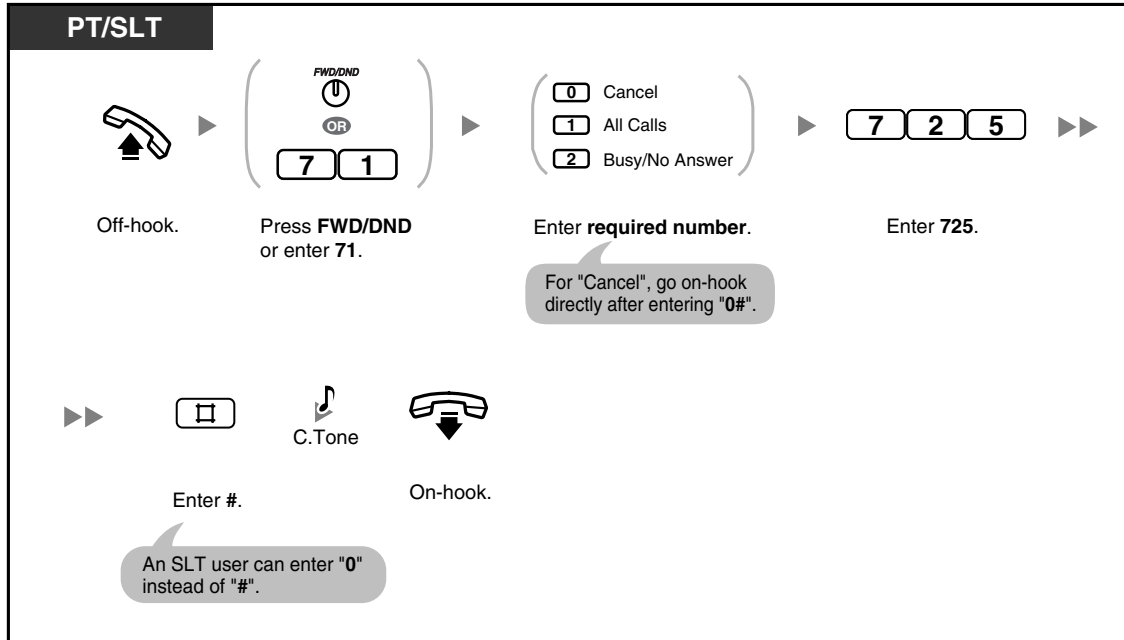 PT/SLT
FWD/DND
OR
7 1
0 Cancel
1 All Calls
2 Busy/No Answer
7 2 5
Off-hook.
Press FWD/DND
or enter 71.
Enter required number.
For "Cancel", go on-hook
directly after entering "0#".
Enter 725.
#
C.Tone
Enter #.
An SLT user can enter "0"
instead of "#".
On-hook.